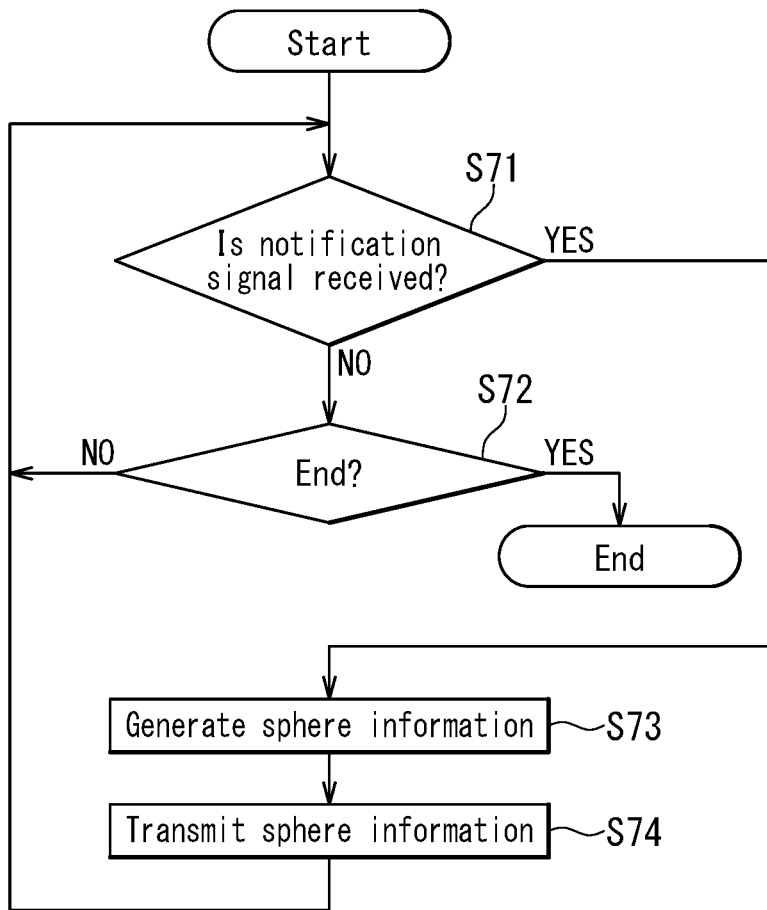 Start
S71
Is notification
signal received?
YES
NO
S72
End?
NO
YES
End
Generate sphere information
S73
Transmit sphere information
S74